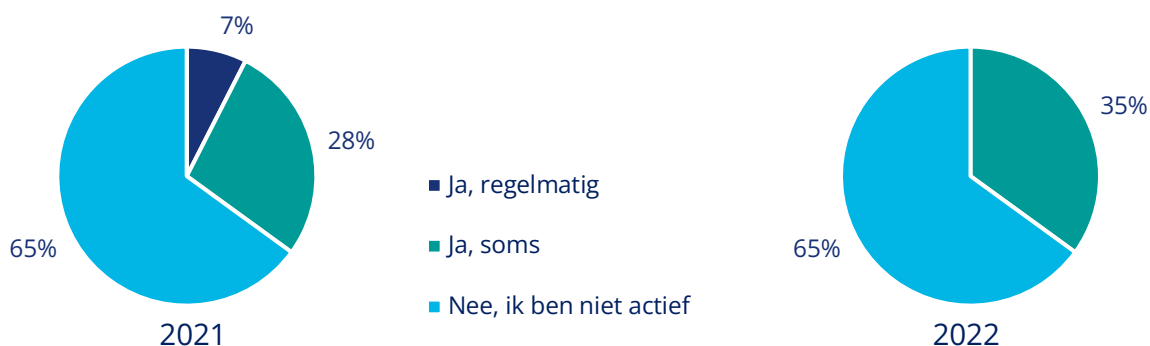 7%
28%
65%
2021
Ja, regelmatig
Ja, soms
Nee, ik ben niet actief
35%
65%
2022